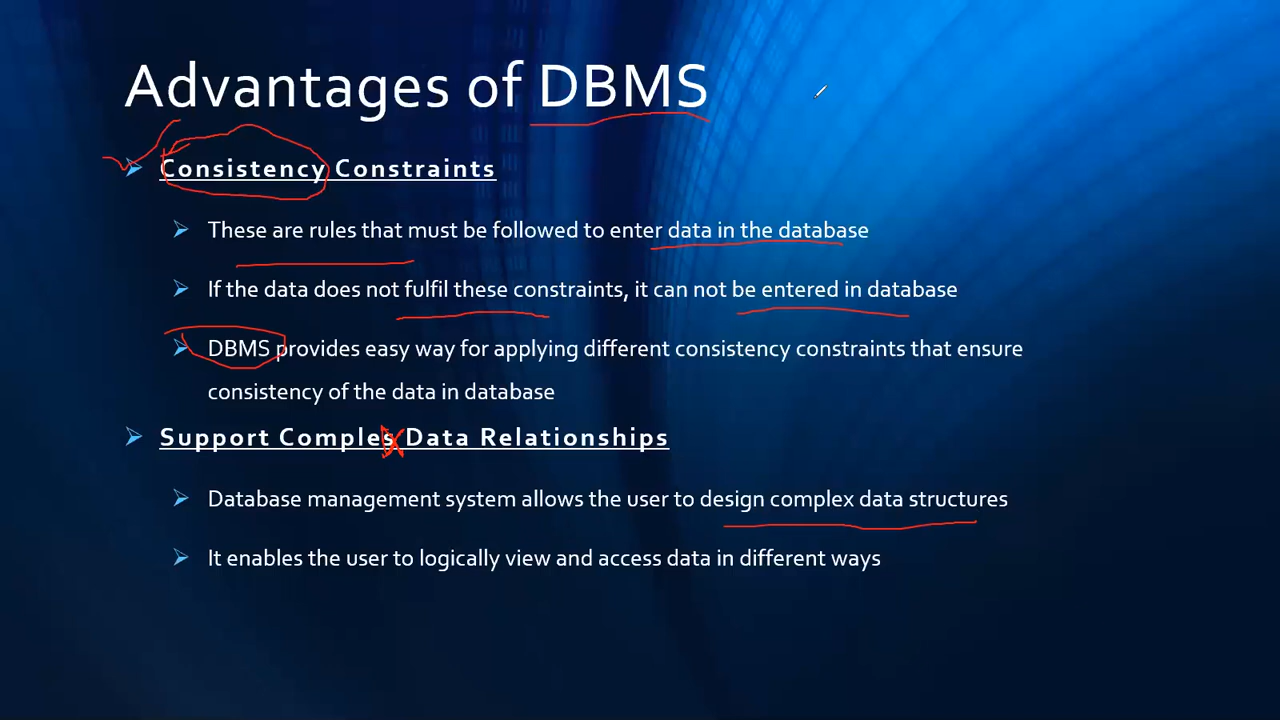 Advantages of DBMS
Consistency Constraints
These are rules that must be followed to enter data in the database
If the data does not fulfil these constraints, it can not be entered in database
DBMS provides easy way for applying different consistency constraints that ensure
consistency of the data in database
Support Comples Data Relationships
Database management system allows the user to design complex data structures
It enables the user to logically view and access data in different ways